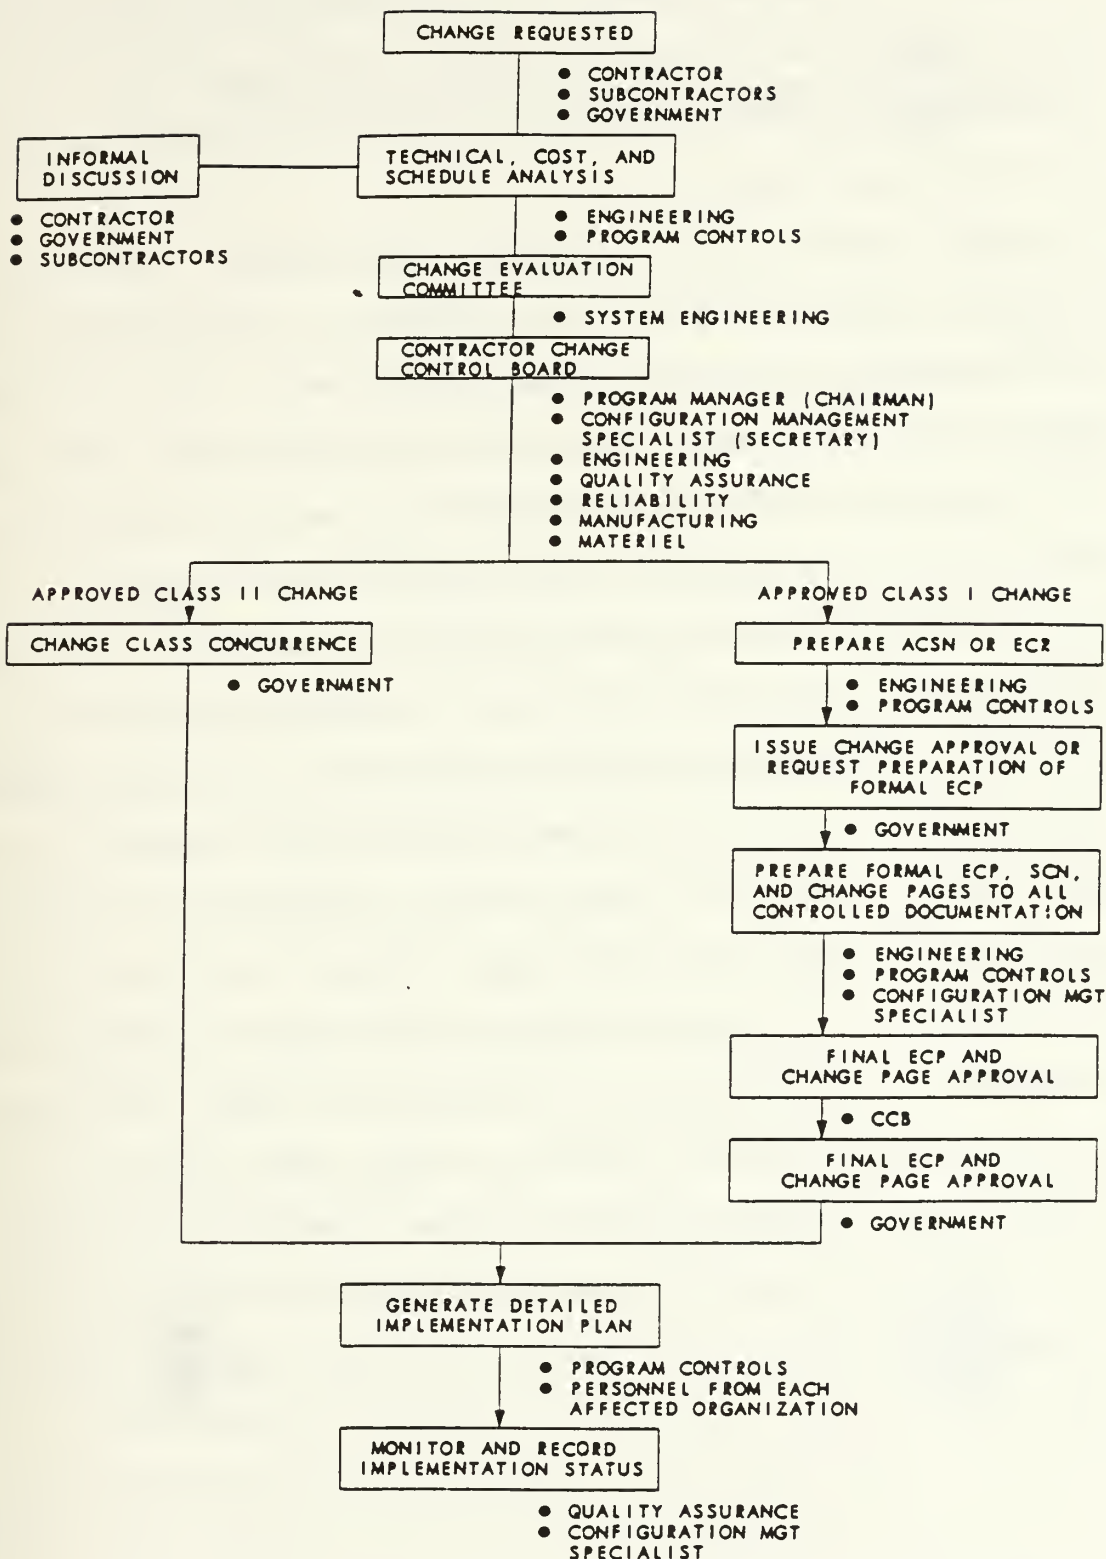 CHANGE REQUESTED
● CONTRACTOR
● SUBCONTRACTORS
● GOVERNMENT
INFORMAL
DISCUSSION
● CONTRACTOR
● GOVERNMENT
● SUBCONTRACTORS
TECHNICAL, COST, AND
SCHEDULE ANALYSIS
● ENGINEERING
● PROGRAM CONTROLS
CHANGE EVALUATION
COMMITTEE
● SYSTEM ENGINEERING
CONTRACTOR CHANGE
CONTROL BOARD
● PROGRAM MANAGER (CHAIRMAN)
● CONFIGURATION MANAGEMENT
SPECIALIST (SECRETARY)
● ENGINEERING
● QUALITY ASSURANCE
● RELIABILITY
● MANUFACTURING
● MATERIEL
APPROVED CLASS II CHANGE
CHANGE CLASS CONCURRENCE
● GOVERNMENT
APPROVED CLASS I CHANGE
PREPARE ACSN OR ECR
● ENGINEERING
● PROGRAM CONTROLS
ISSUE CHANGE APPROVAL OR
REQUEST PREPARATION OF
FORMAL ECP
● GOVERNMENT
PREPARE FORMAL ECP, SCN,
AND CHANGE PAGES TO ALL
CONTROLLED DOCUMENTATION
● ENGINEERING
● PROGRAM CONTROLS
● CONFIGURATION MGT
SPECIALIST
FINAL ECP AND
CHANGE PAGE APPROVAL
● CCB
FINAL ECP AND
CHANGE PAGE APPROVAL
● GOVERNMENT
GENERATE DETAILED
IMPLEMENTATION PLAN
● PROGRAM CONTROLS
● PERSONNEL FROM EACH
AFFECTED ORGANIZATION
MONITOR AND RECORD
IMPLEMENTATION STATUS
● QUALITY ASSURANCE
● CONFIGURATION MGT
SPECIALIST